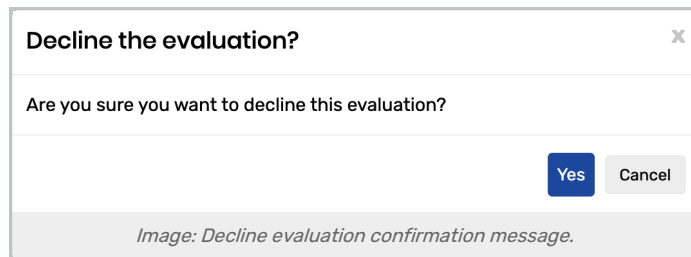 Decline the evaluation?
x
Are you sure you want to decline this evaluation?
Yes
Cancel
Image: Decline evaluation confirmation message.